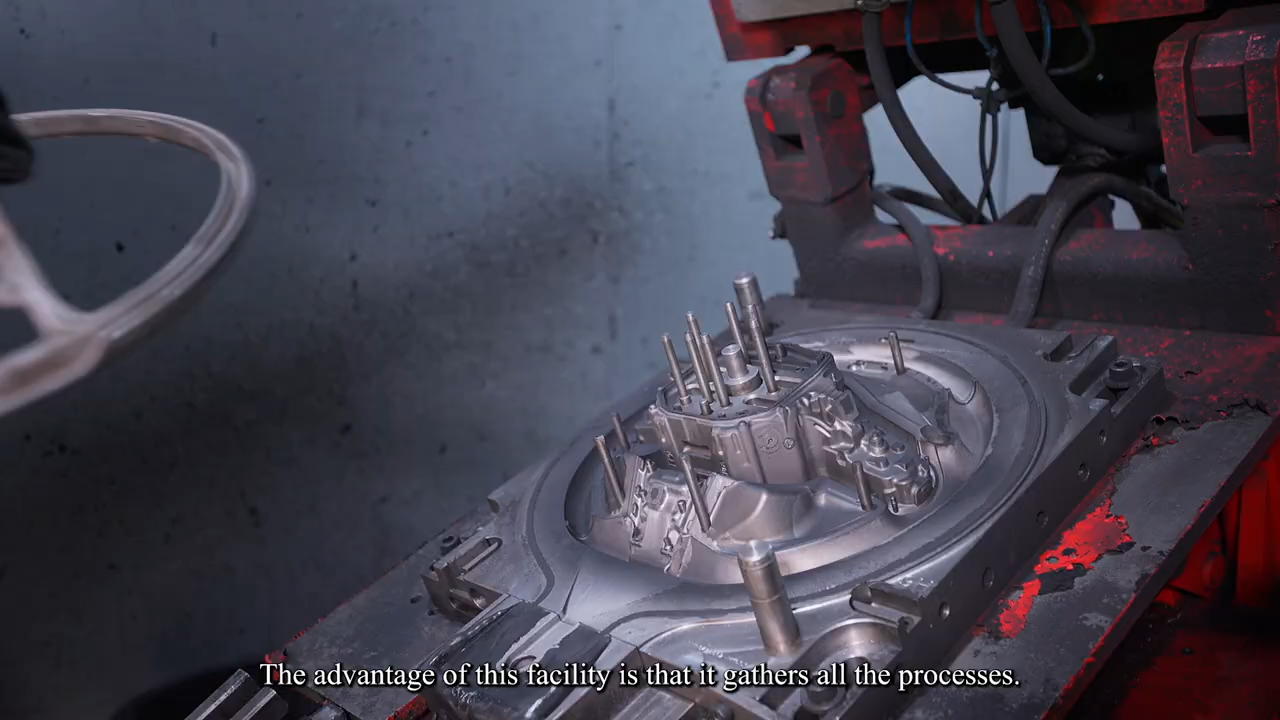 The advantage of this facility is that it gathers all the processes.